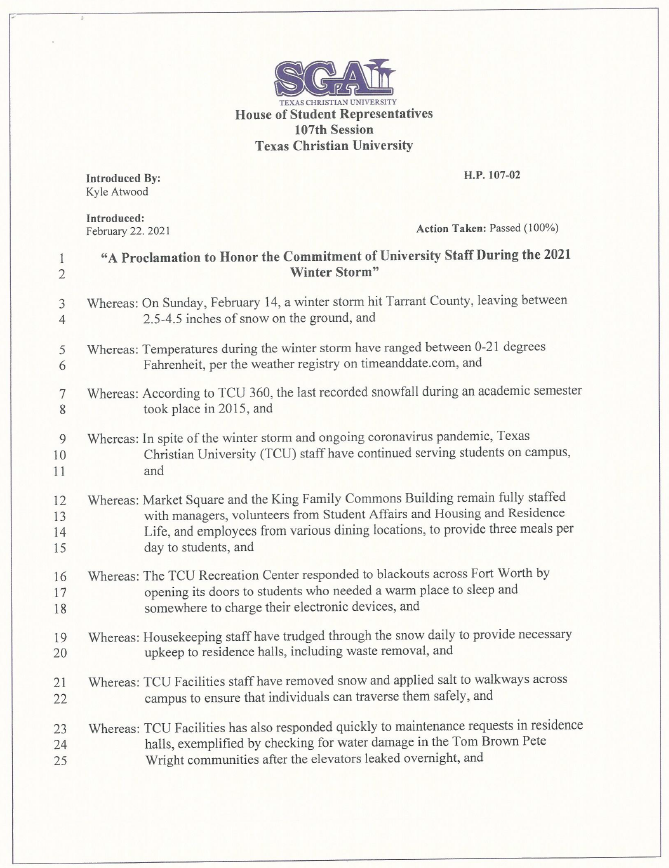 SGA
TEXAS CHRISTIAN UNIVERSITY
House of Student Representatives
107th Session
Texas Christian University
Introduced By:
H.P. 107-02
Kyle Atwood
Introduced:
February 22. 2021
Action Taken: Passed (100%)
1 “A Proclamation to Honor the Commitment of University Staff During the 2021
2 Winter Storm”
3 Whereas: On Sunday, February 14, a winter storm hit Tarrant County, leaving between
4 2.5-4.5 inches of snow on the ground, and
5 Whereas: Temperatures during the winter storm have ranged between 0-21 degrees
6 Fahrenheit, per the weather registry on timeanddate.com, and
7 Whereas: According to TCU 360, the last recorded snowfall during an academic semester
8 took place in 2015, and
9 Whereas: In spite of the winter storm and ongoing coronavirus pandemic, Texas
10 Christian University (TCU) staff have continued serving students on campus,
11 and
12 Whereas: Market Square and the King Family Commons Building remain fully staffed
13 with managers, volunteers from Student Affairs and Housing and Residence
14 Life, and employees from various dining locations, to provide three meals per
15 day to students, and
16 Whereas: The TCU Recreation Center responded to blackouts across Fort Worth by
17 opening its doors to students who needed a warm place to sleep and
18 somewhere to charge their electronic devices, and
19 Whereas: Housekeeping staff have trudged through the snow daily to provide necessary
20 upkeep to residence halls, including waste removal, and
21 Whereas: TCU Facilities staff have removed snow and applied salt to walkways across
22 campus to ensure that individuals can traverse them safely, and
23 Whereas: TCU Facilities has also responded quickly to maintenance requests in residence
24 halls, exemplified by checking for water damage in the Tom Brown Pete
25 Wright communities after the elevators leaked overnight, and